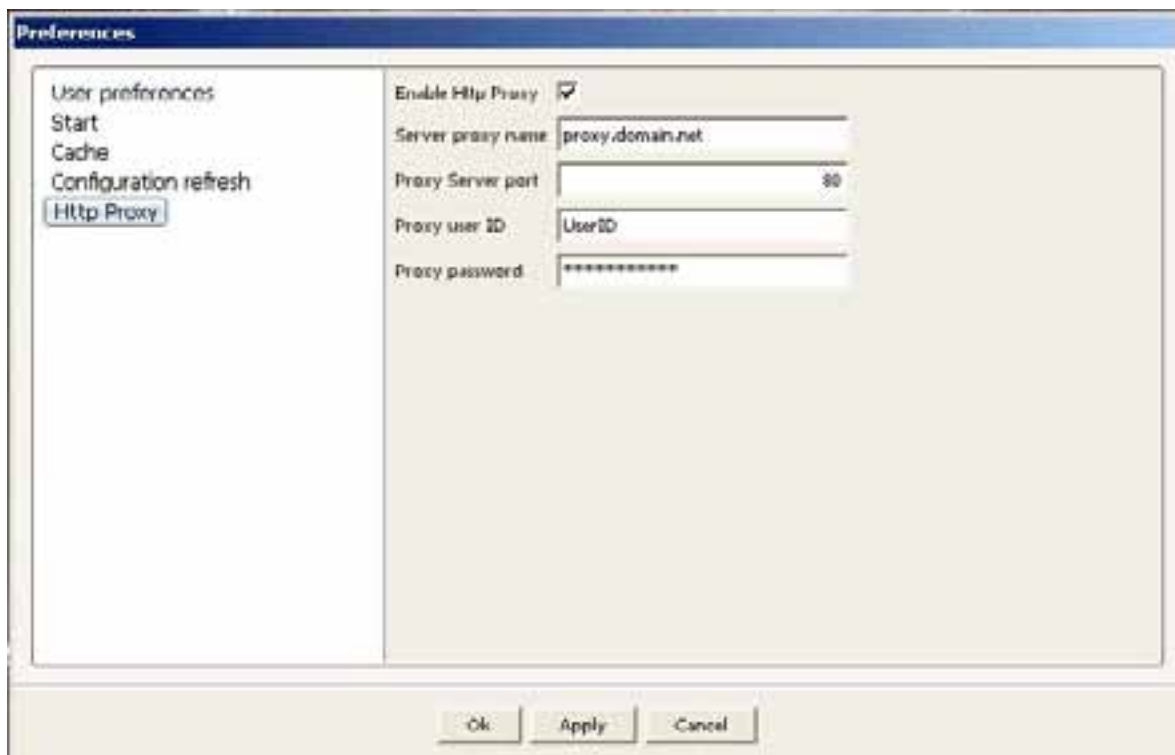 Preferences
User preferences
Start
Cache
Configuration refresh
Http Proxy
Enable Http Proxy
Server proxy name proxy.domain.net
Proxy Server port 80
Proxy user ID UserID
Proxy password ***********
Ok Apply Cancel